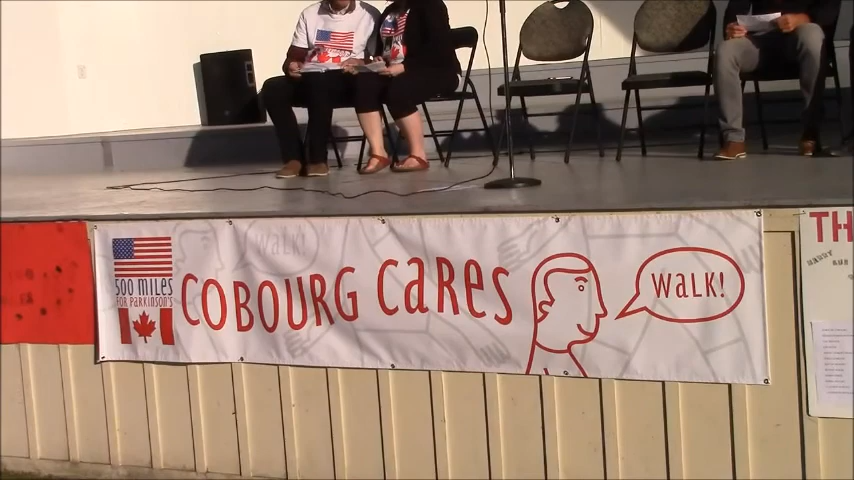 500 MILES
FOR PARKINSON'S
COBOURG CaRes
WaLK!
WALK!
TH